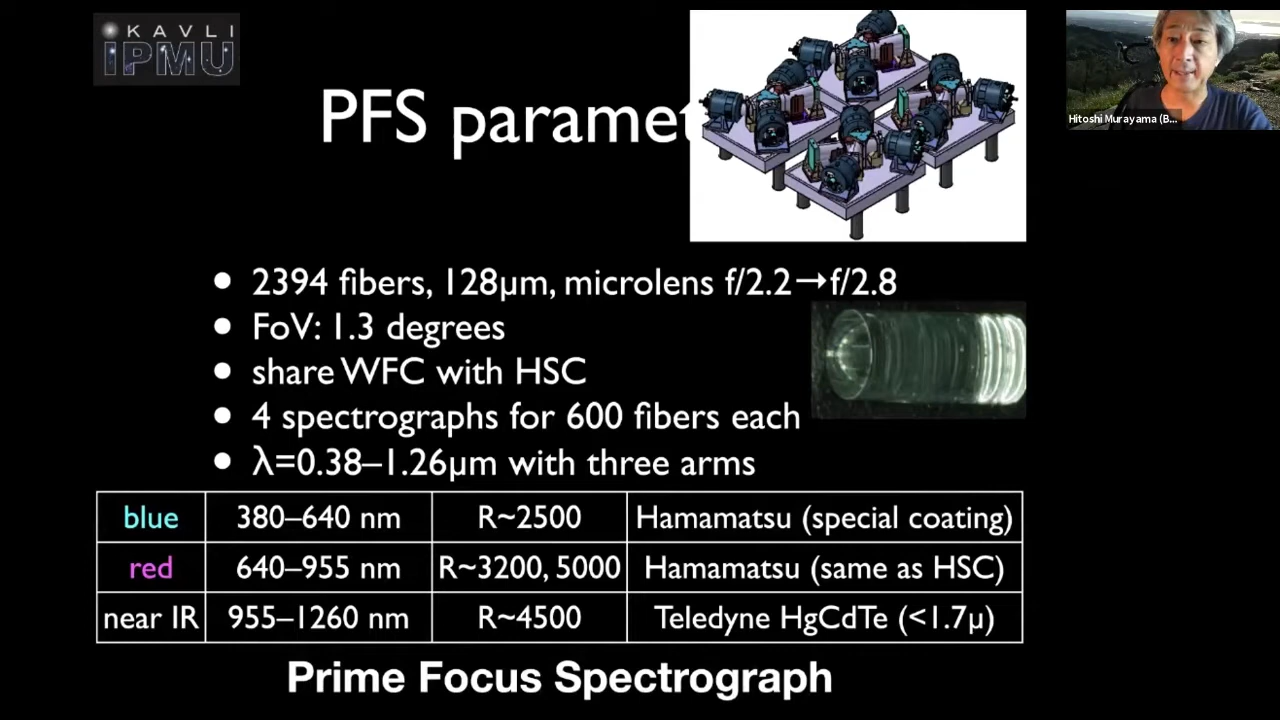 KAVLI
IPMU
PFS paramet
Hitoshi Murayama (B...
• 2394 fibers, 128μm, microlens f/2.2→f/2.8
• FoV: 1.3 degrees
• share WFC with HSC
• 4 spectrographs for 600 fibers each
• λ=0.38–1.26μm with three arms
blue 380–640 nm R~2500 Hamamatsu (special coating)
red 640–955 nm R~3200, 5000 Hamamatsu (same as HSC)
near IR 955–1260 nm R~4500 Teledyne HgCdTe (<1.7μ)
Prime Focus Spectrograph